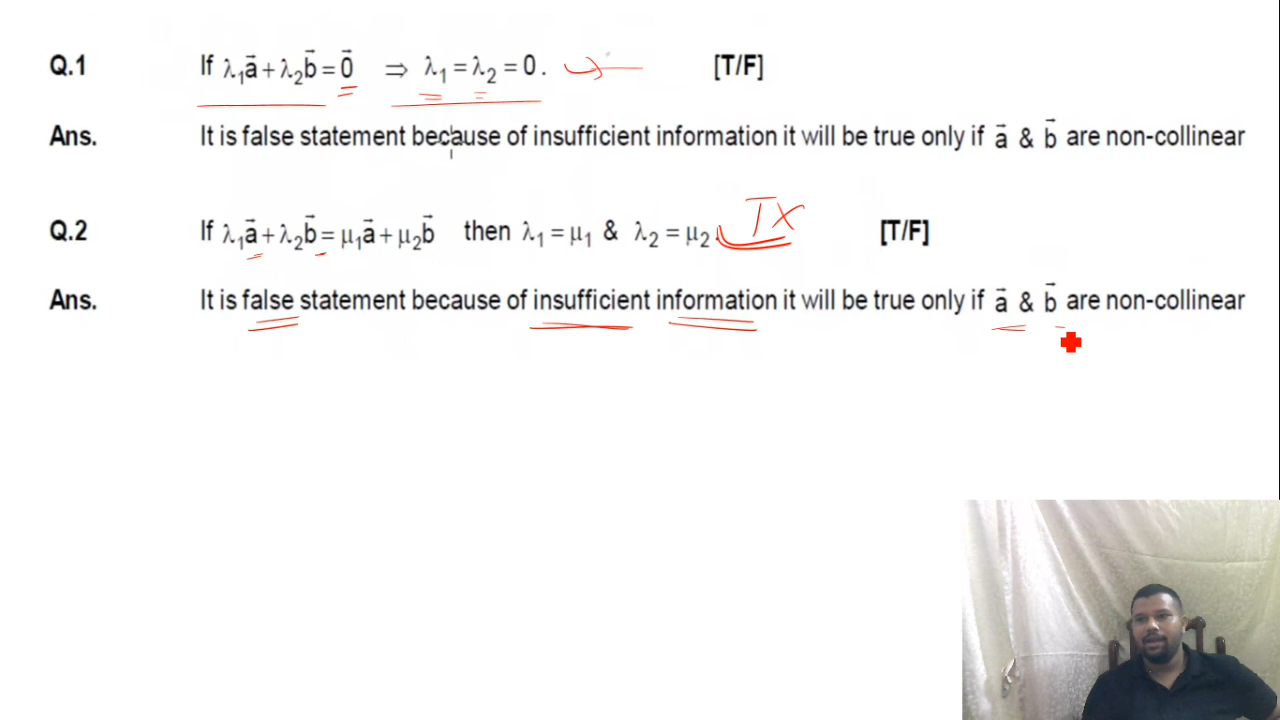 Q.1 If λ₁a⃗ + λ₂b⃗ = 0⃗ ⇒ λ₁ = λ₂ = 0. [T/F]
Ans. It is false statement because of insufficient information it will be true only if a⃗ & b⃗ are non-collinear
Q.2 If λ₁a⃗ + λ₂b⃗ = μ₁a⃗ + μ₂b⃗ then λ₁ = μ₁ & λ₂ = μ₂. TX [T/F]
Ans. It is false statement because of insufficient information it will be true only if a⃗ & b⃗ are non-collinear